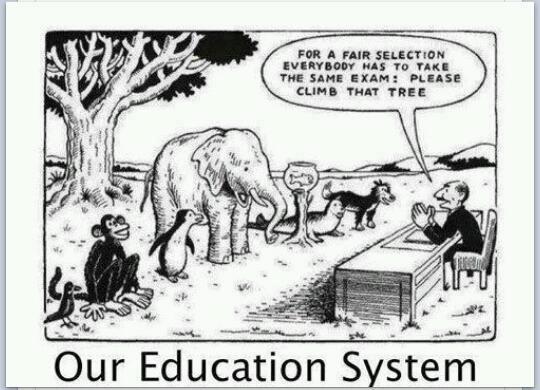 FOR A FAIR SELECTION
EVERYBODY HAS TO TAKE
THE SAME EXAM: PLEASE
CLIMB THAT TREE
Our Education System